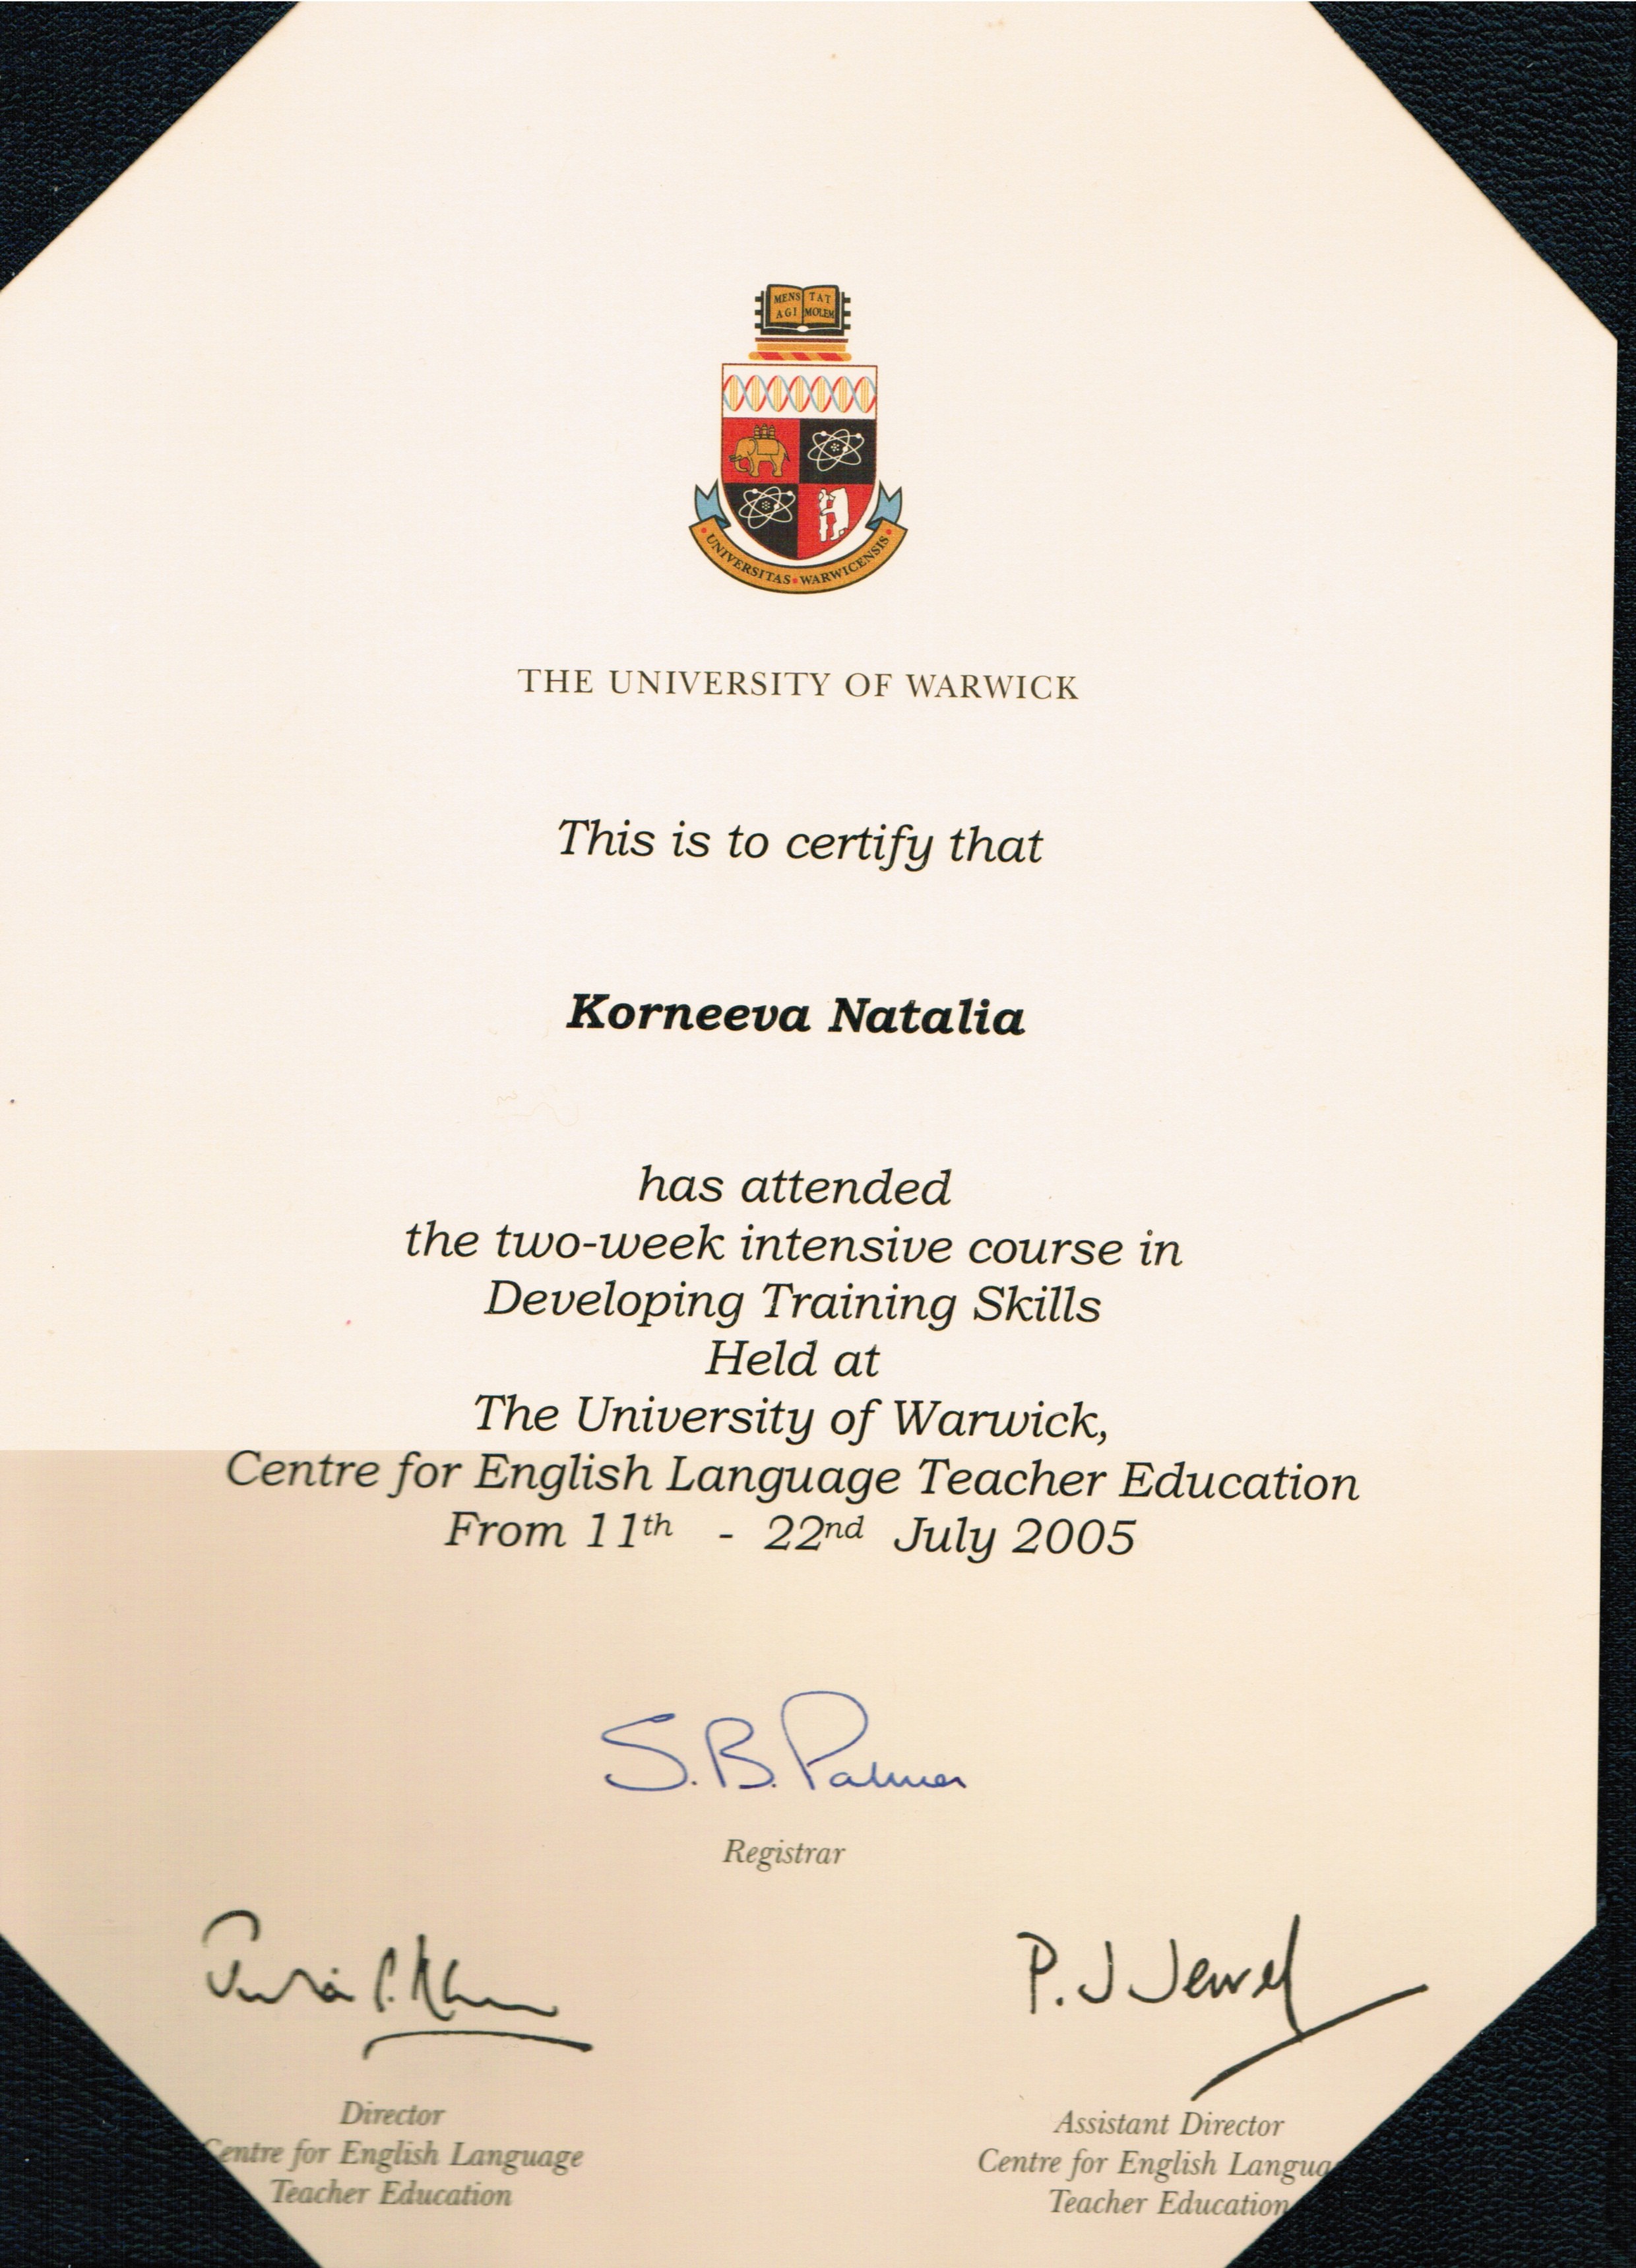 MENS TAT
AGI MOLEM
UNIVERSITAS WARWICENSIS
THE UNIVERSITY OF WARWICK
This is to certify that
Korneeva Natalia
has attended
the two-week intensive course in
Developing Training Skills
Held at
The University of Warwick,
Centre for English Language Teacher Education
From 11th - 22nd July 2005
S.B. Palmer
Registrar
P. J Jewel
Director
Centre for English Language
Teacher Education
Assistant Director
Centre for English Langua
Teacher Education